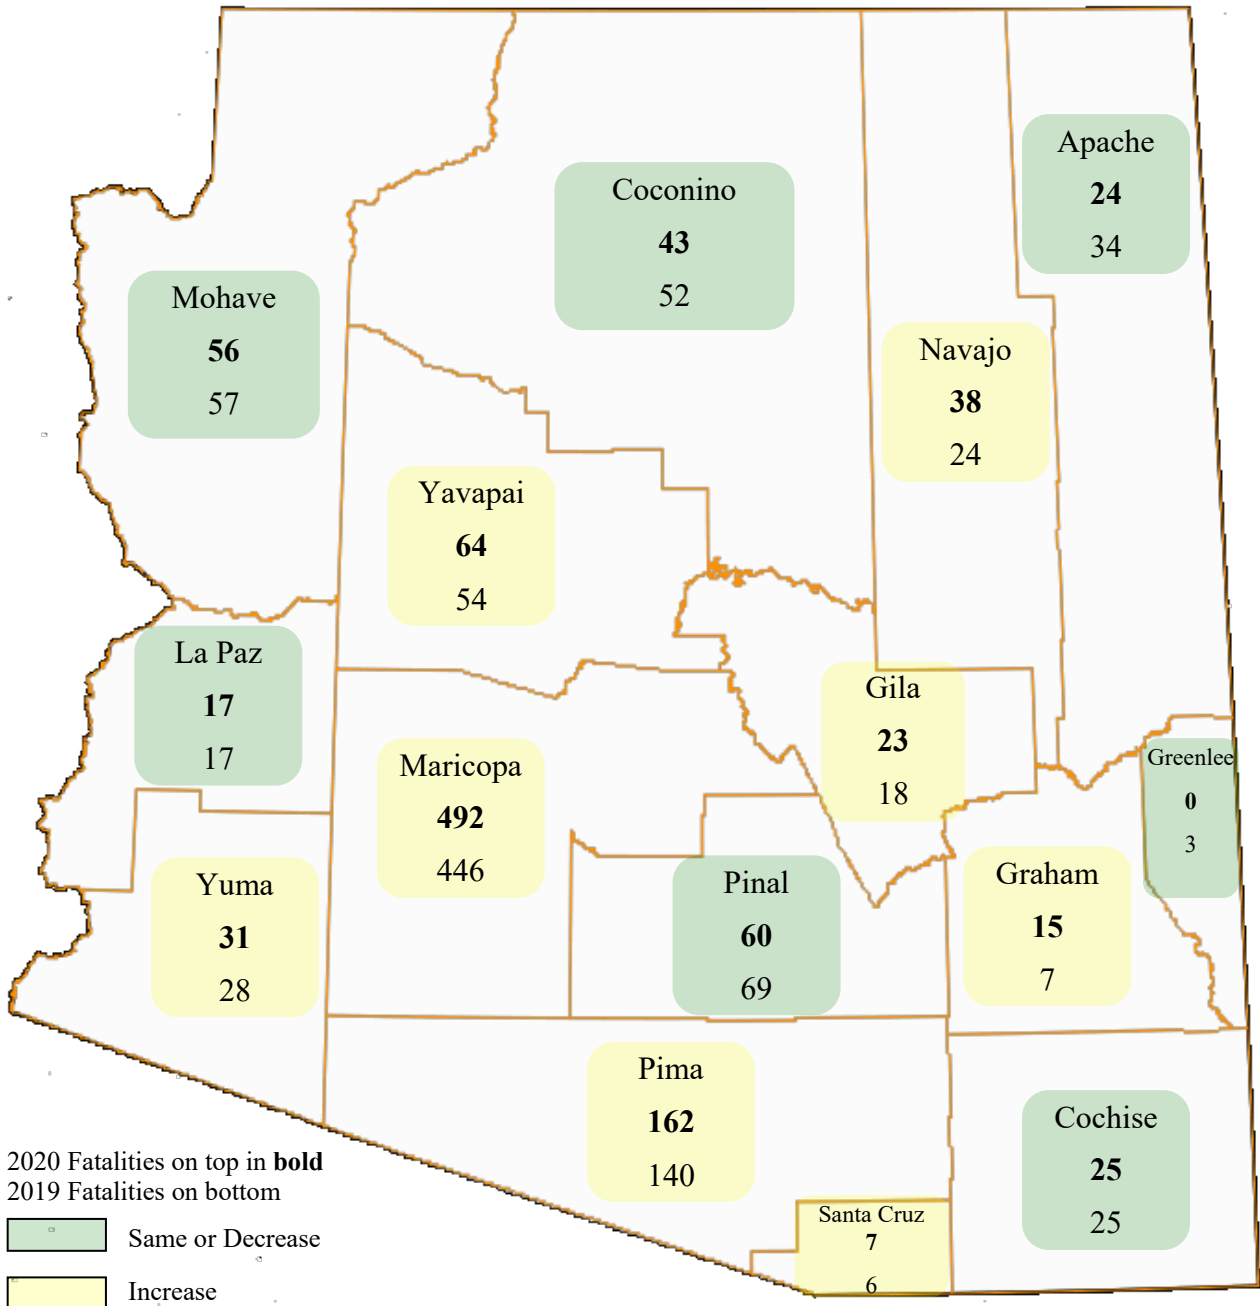 Apache
24
34
Coconino
43
52
Mohave
56
57
Navajo
38
24
Yavapai
64
54
La Paz
17
17
Gila
23
18
Maricopa
492
446
Greenlee
0
3
Yuma
31
28
Pinal
60
69
Graham
15
7
Pima
162
140
Cochise
25
25
Santa Cruz
7
6
2020 Fatalities on top in bold
2019 Fatalities on bottom
Same or Decrease
Increase